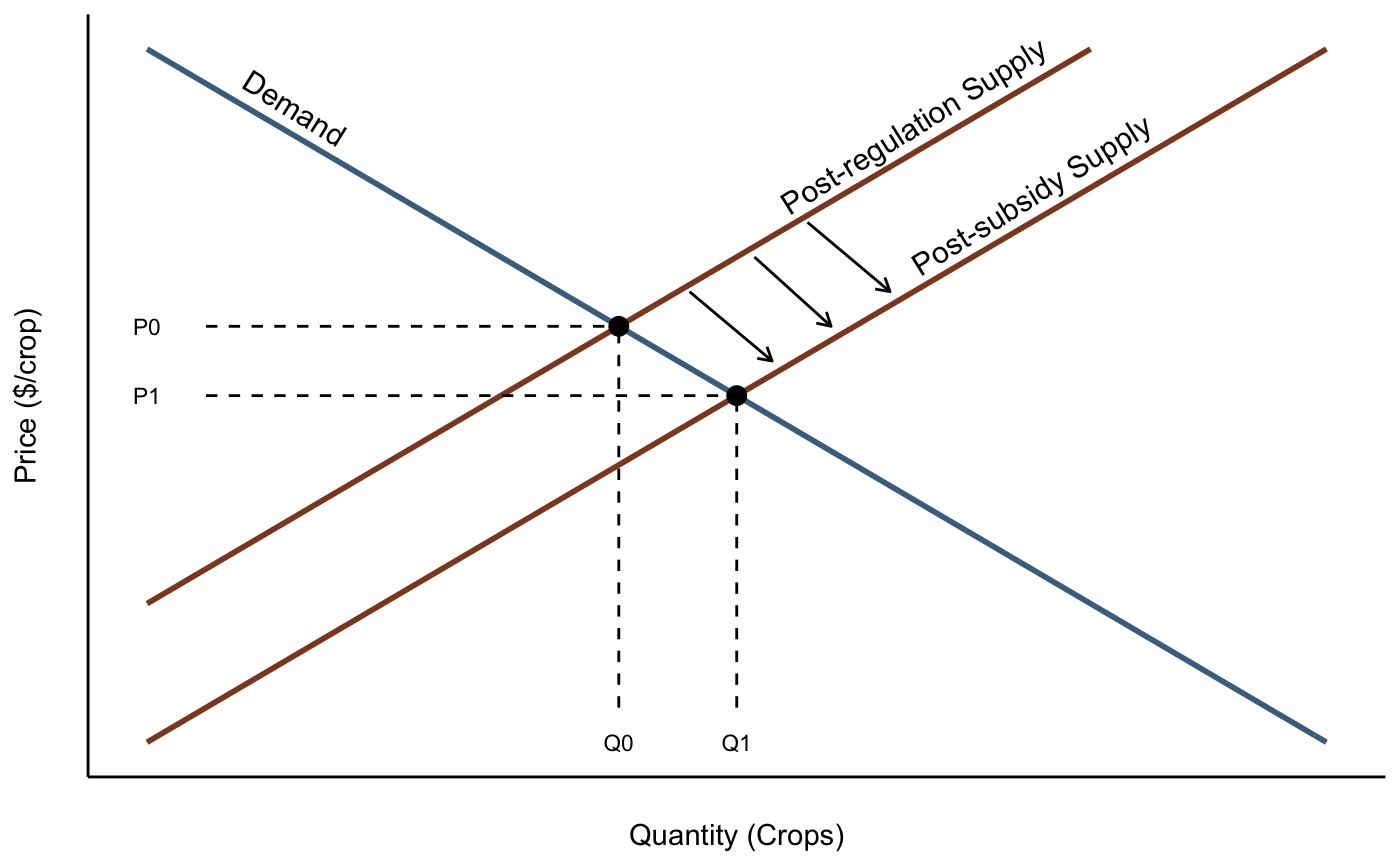 Demand
Post-regulation Supply
Post-subsidy Supply
P0
P1
Price ($/crop)
Q0
Q1
Quantity (Crops)